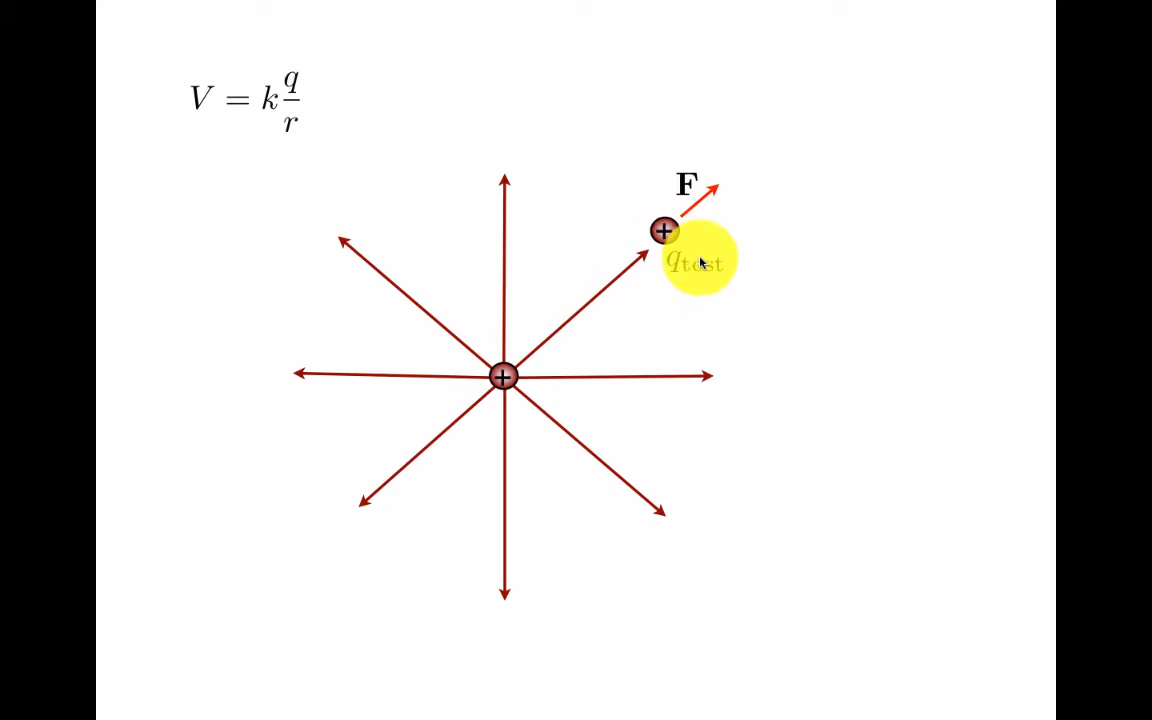 V = k q/r
F
+
q_test
+